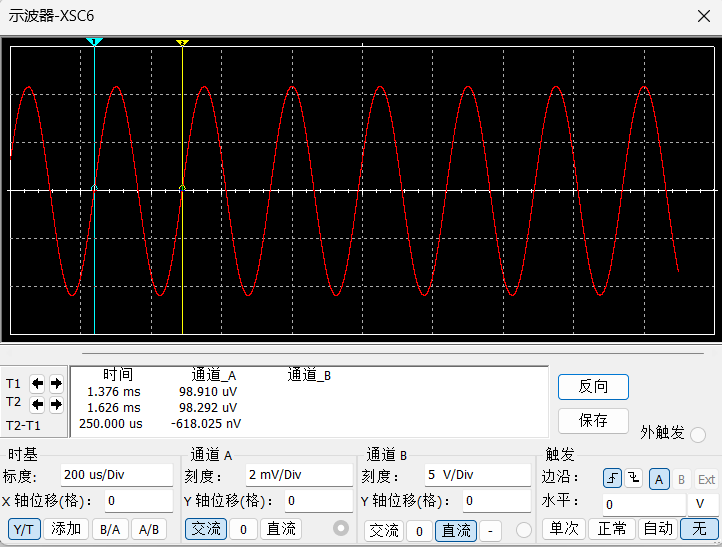 示波器-XSC6
1
2
时间 通道_A 通道_B
T1 1.376 ms 98.910 uV
T2 1.626 ms 98.292 uV
T2-T1 250.000 us -618.025 nV
反向
保存
外触发
时基 通道 A 通道 B 触发
标度: 200 us/Div 刻度: 2 mV/Div 刻度: 5 V/Div 边沿: A B Ext
X 轴位移(格): 0 Y 轴位移(格): 0 Y 轴位移(格): 0 水平: 0 V
Y/T 添加 B/A A/B 交流 0 直流 交流 0 直流 - 单次 正常 自动 无